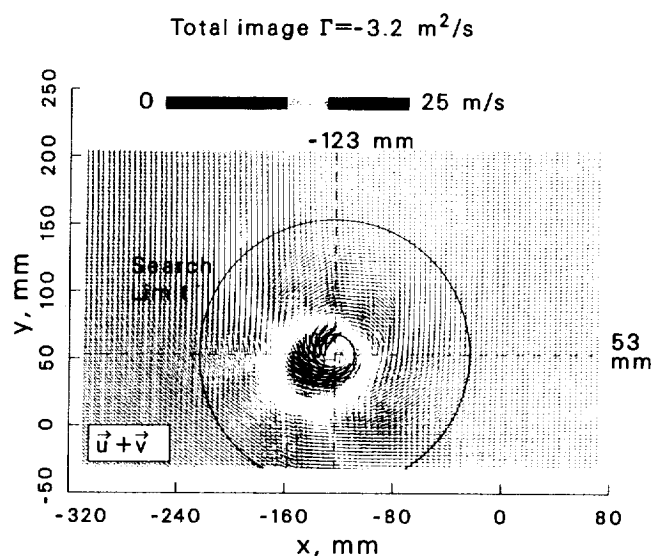 Total image Γ=-3.2 m²/s
0 25 m/s
-123 mm
250
200
150
100
50
0
-50
y, mm
Search
Limit
53
mm
u⃗+v⃗
-320 -240 -160 -80 0 80
x, mm